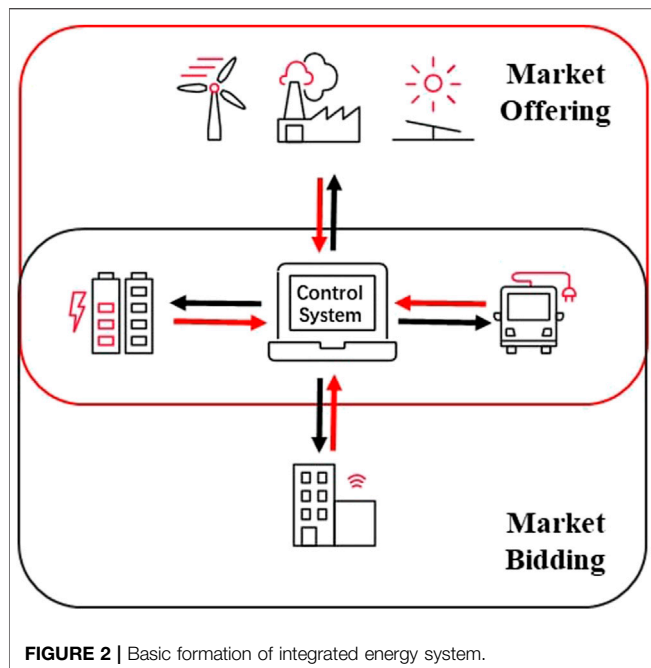 Market
Offering
Control
System
Market
Bidding
FIGURE 2 | Basic formation of integrated energy system.